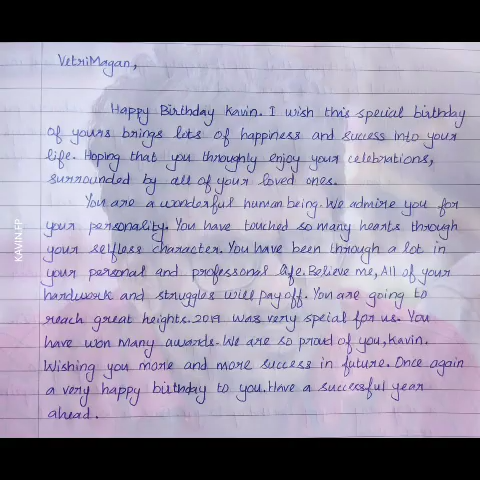 VetriMagan,
Happy Birthday Kavin. I wish this special birthday
of yours brings lots of happiness and success into your
life. Hoping that you throughly enjoy your celebrations,
surrounded by all of your loved ones.
You are a wonderful human being. We admire you for
your personality. You have touched so many hearts through
your selfless character. You have been through a lot in
your personal and professional life. Believe me, All of your
hardwork and struggles will pay off. You are going to
reach great heights. 2019 was very speical for us. You
have won many awards. We are so proud of you, Kavin.
Wishing you more and more success in future. Once again
a very happy birthday to you. Have a successful year
ahead.
KAVIN.FP